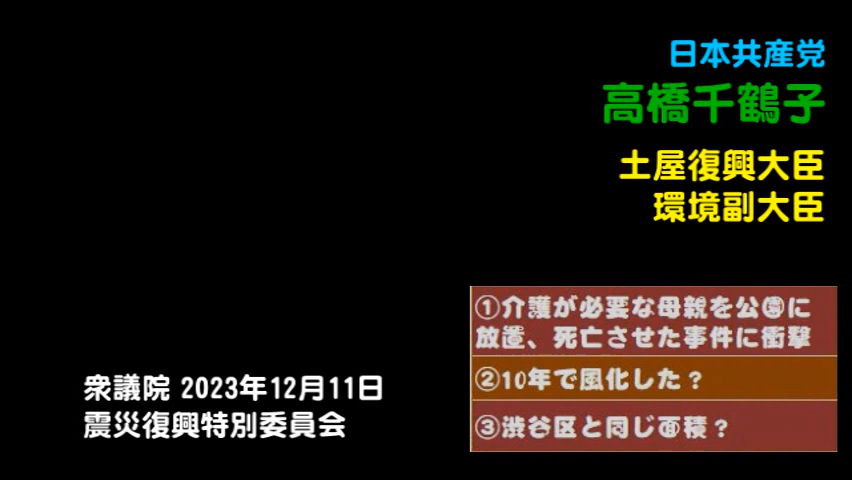 日本共産党
高橋千鶴子
土屋復興大臣
環境副大臣
①介護が必要な母親を公園に
放置、死亡させた事件に衝撃
②10年で風化した？
③渋谷区と同じ面積？
衆議院 2023年12月11日
震災復興特別委員会